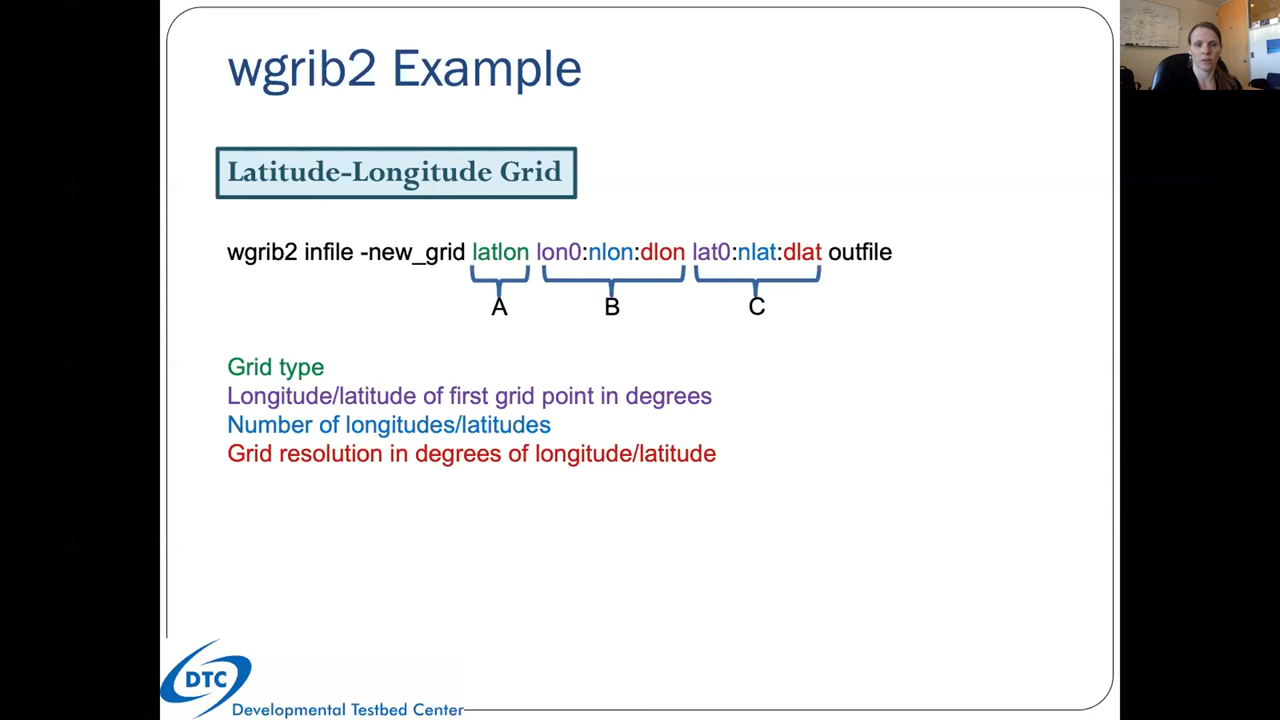 wgrib2 Example
Latitude-Longitude Grid
wgrib2 infile -new_grid latlon lon0:nlon:dlon lat0:nlat:dlat outfile
A B C
Grid type
Longitude/latitude of first grid point in degrees
Number of longitudes/latitudes
Grid resolution in degrees of longitude/latitude
DTC
Developmental Testbed Center